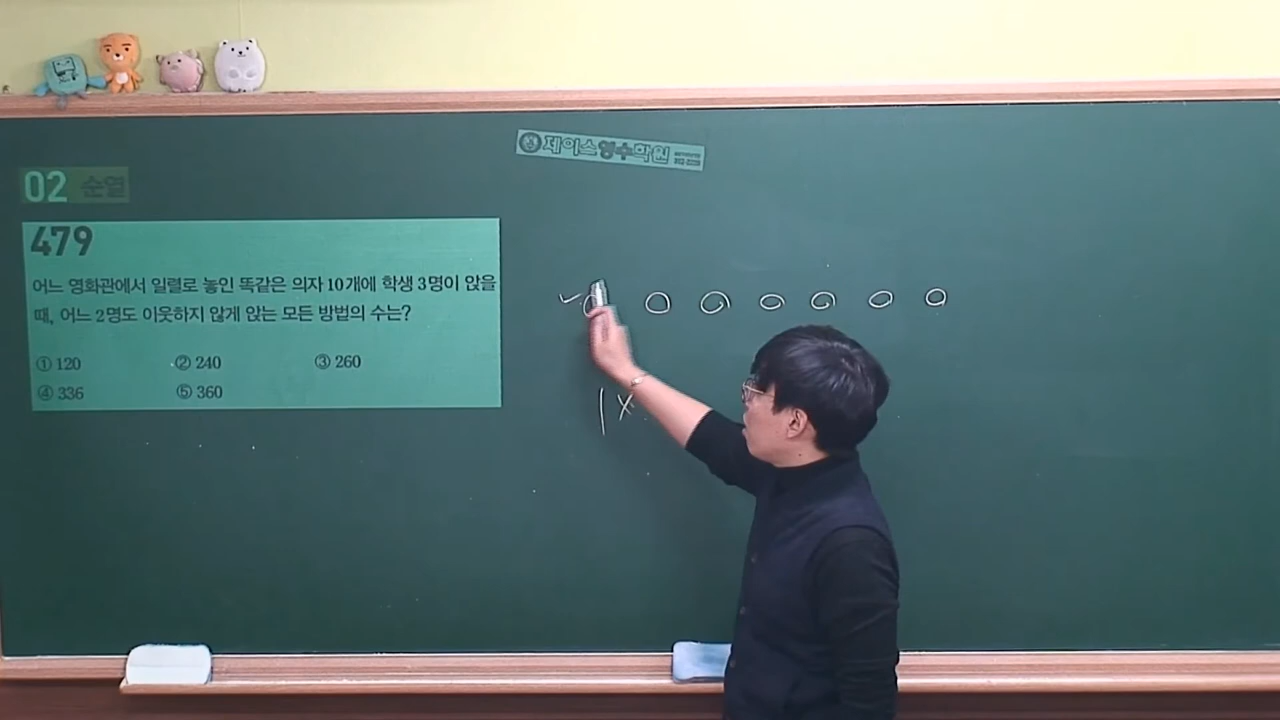 제이스영수학원
02 순열
479
어느 영화관에서 일렬로 놓인 똑같은 의자 10개에 학생 3명이 앉을
때, 어느 2명도 이웃하지 않게 앉는 모든 방법의 수는?
① 120 ② 240 ③ 260
④ 336 ⑤ 360
1 ×